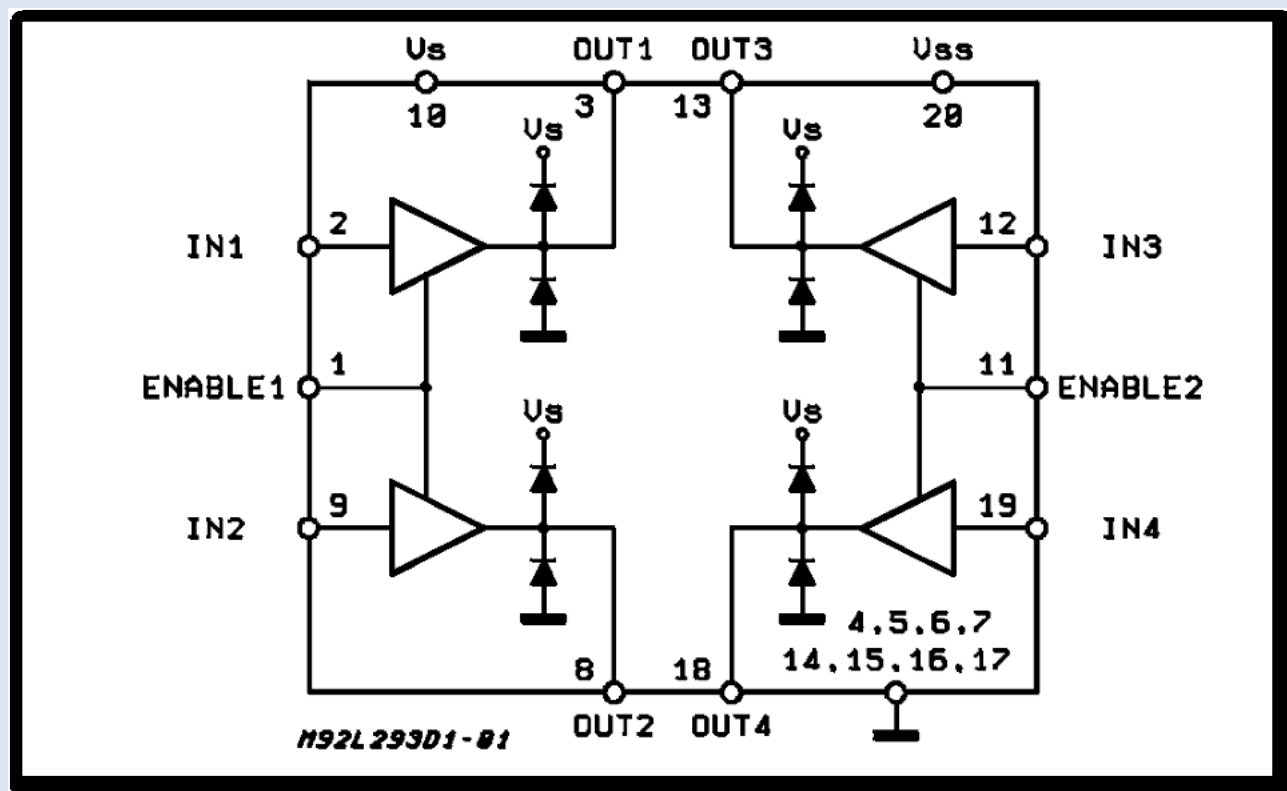 Vs OUT1 OUT3 Vss
10 3 13 20
Vs Vs
2 12
IN1 IN3
1 11
ENABLE1 ENABLE2
Vs Vs
9 19
IN2 IN4
4.5.6.7
8 18 14.15.16.17
OUT2 OUT4
M92L293D1-01